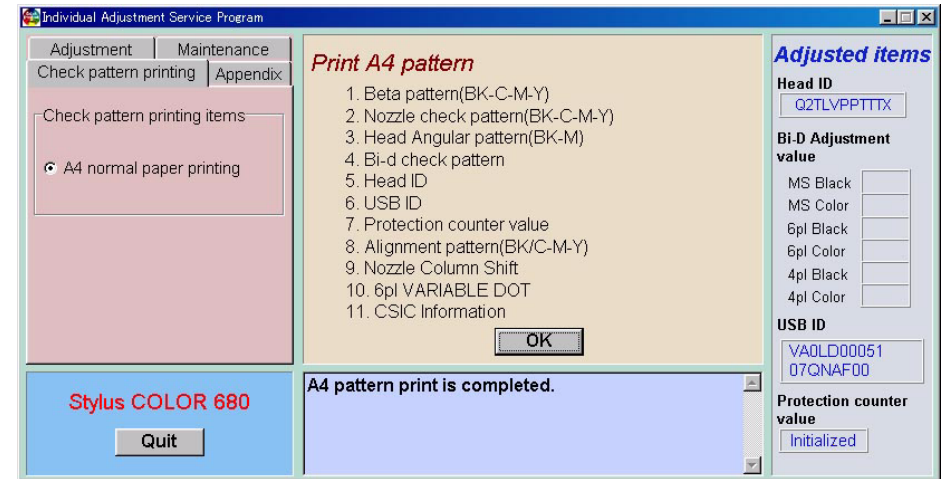 Individual Adjustment Service Program
Adjustment
Maintenance
Check pattern printing
Appendix
Check pattern printing items
A4 normal paper printing
Print A4 pattern
1. Beta pattern(BK-C-M-Y)
2. Nozzle check pattern(BK-C-M-Y)
3. Head Angular pattern(BK-M)
4. Bi-d check pattern
5. Head ID
6. USB ID
7. Protection counter value
8. Alignment pattern(BK/C-M-Y)
9. Nozzle Column Shift
10. 6pl VARIABLE DOT
11. CSIC Information
OK
Stylus COLOR 680
Quit
A4 pattern print is completed.
Adjusted items
Head ID
Q2TLVPPTTTX
Bi-D Adjustment
value
MS Black
MS Color
6pl Black
6pl Color
4pl Black
4pl Color
USB ID
VA0LD00051
07QNAF00
Protection counter
value
Initialized